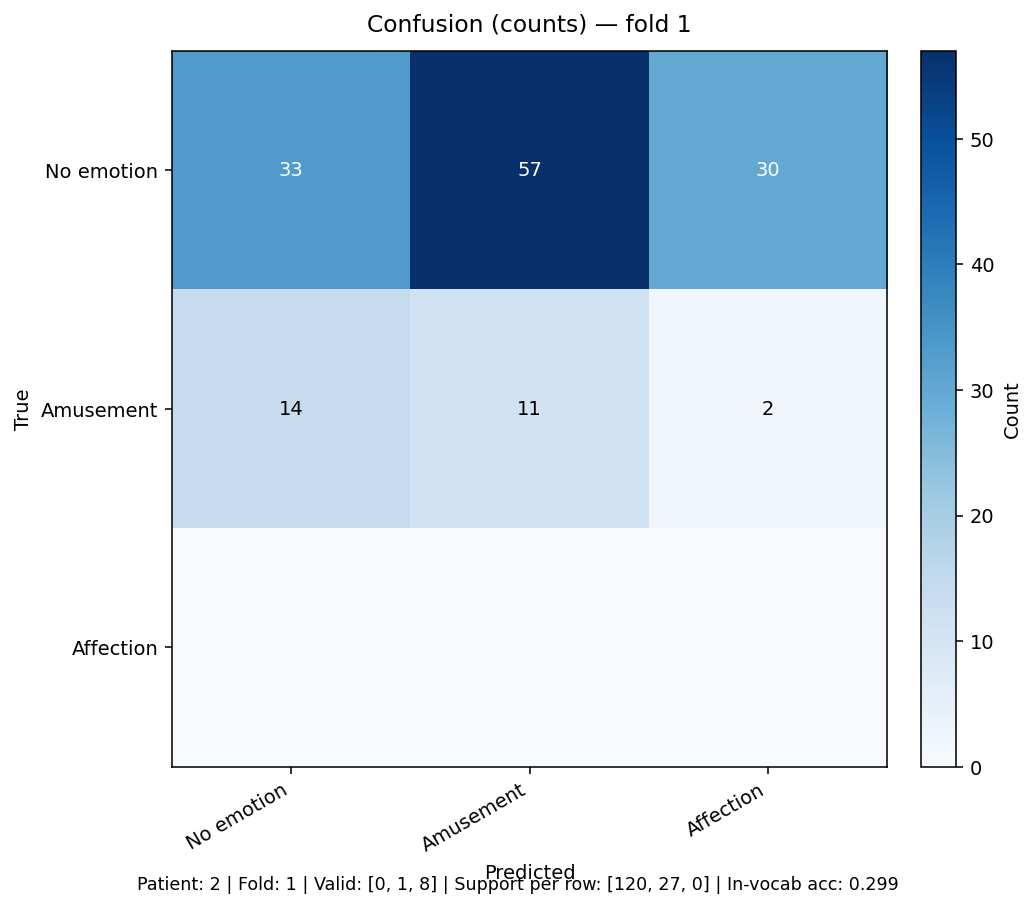 Confusion (counts) — fold 1
No emotion
33
57
30
Amusement
14
11
2
Affection
True
No emotion
Amusement
Affection
Predicted
50
40
30
20
10
0
Count
Patient: 2 | Fold: 1 | Valid: [0, 1, 8] | Support per row: [120, 27, 0] | In-vocab acc: 0.299